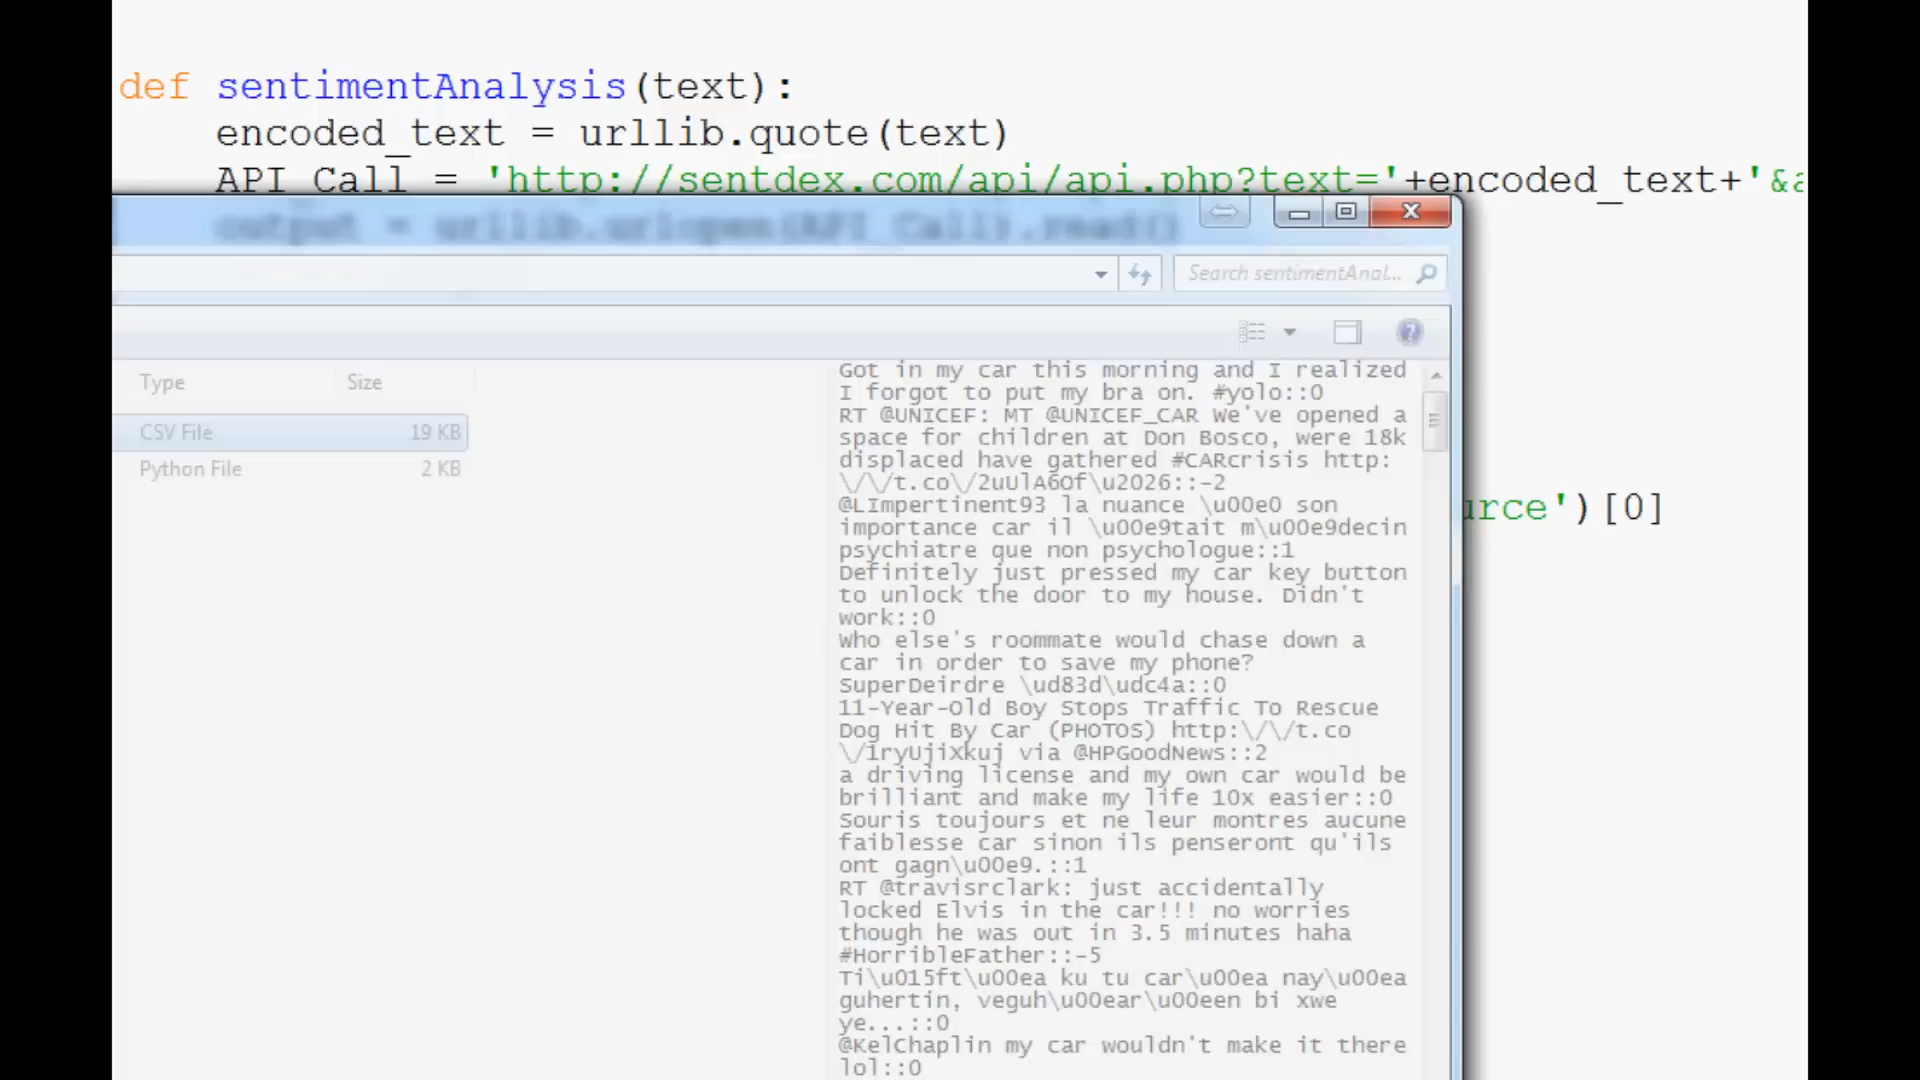 def sentimentAnalysis(text):
encoded_text = urllib.quote(text)
API_Call = 'http://sentdex.com/api/api.php?text='+encoded_text+'&a
output = urllib.urlopen(API_Call).read()
Search sentimentAnal...
Type Size
CSV File 19 KB
Python File 2 KB
urce')[0]
Got in my car this morning and I realized
I forgot to put my bra on. #yolo::0
RT @UNICEF: MT @UNICEF_CAR We've opened a
space for children at Don Bosco, were 18k
displaced have gathered #CARcrisis http:
\/\/t.co\/2uUlA6Of\u2026::-2
@LImpertinent93 la nuance \u00e0 son
importance car il \u00e9tait m\u00e9decin
psychiatre que non psychologue::1
Definitely just pressed my car key button
to unlock the door to my house. Didn't
work::0
Who else's roommate would chase down a
car in order to save my phone?
SuperDeirdre \ud83d\udc4a::0
11-Year-Old Boy Stops Traffic To Rescue
Dog Hit By Car (PHOTOS) http:\/\/t.co
\/1ryUjiXkuj via @HPGoodNews::2
a driving license and my own car would be
brilliant and make my life 10x easier::0
Souris toujours et ne leur montres aucune
faiblesse car sinon ils penseront qu'ils
ont gagn\u00e9.::1
RT @travisrclark: just accidentally
locked Elvis in the car!!! no worries
though he was out in 3.5 minutes haha
#HorribleFather::-5
Ti\u015ft\u00ea ku tu car\u00ea nay\u00ea
guhertin, veguh\u00ear\u00een bi xwe
ye...::0
@KelChaplin my car wouldn't make it there
lol::0